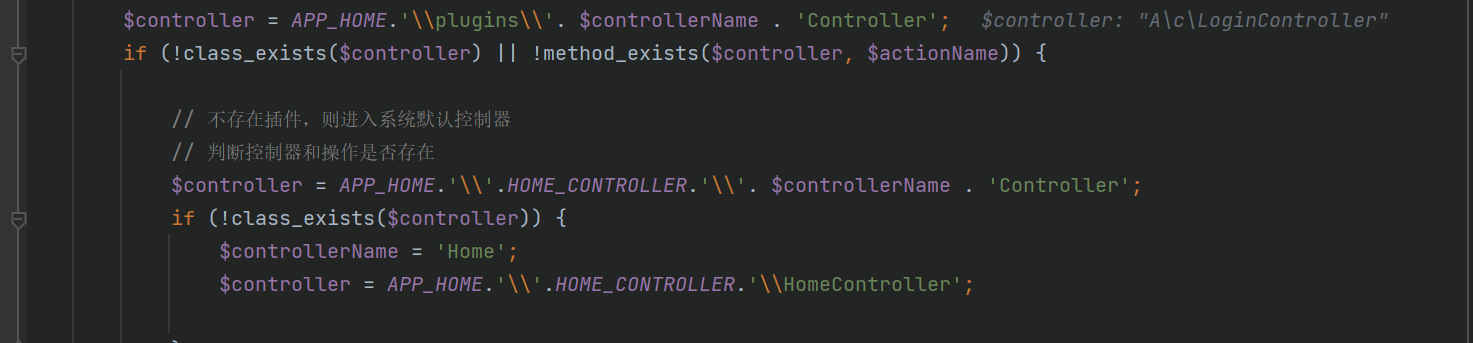 $controller = APP_HOME.'\\plugins\\'. $controllerName . 'Controller';   $controller: "A\c\LoginController"
if (!class_exists($controller) || !method_exists($controller, $actionName)) {
// 不存在插件，则进入系统默认控制器
// 判断控制器和操作是否存在
$controller = APP_HOME.'\\'.HOME_CONTROLLER.'\\'. $controllerName . 'Controller';
if (!class_exists($controller)) {
$controllerName = 'Home';
$controller = APP_HOME.'\\'.HOME_CONTROLLER.'\\HomeController';